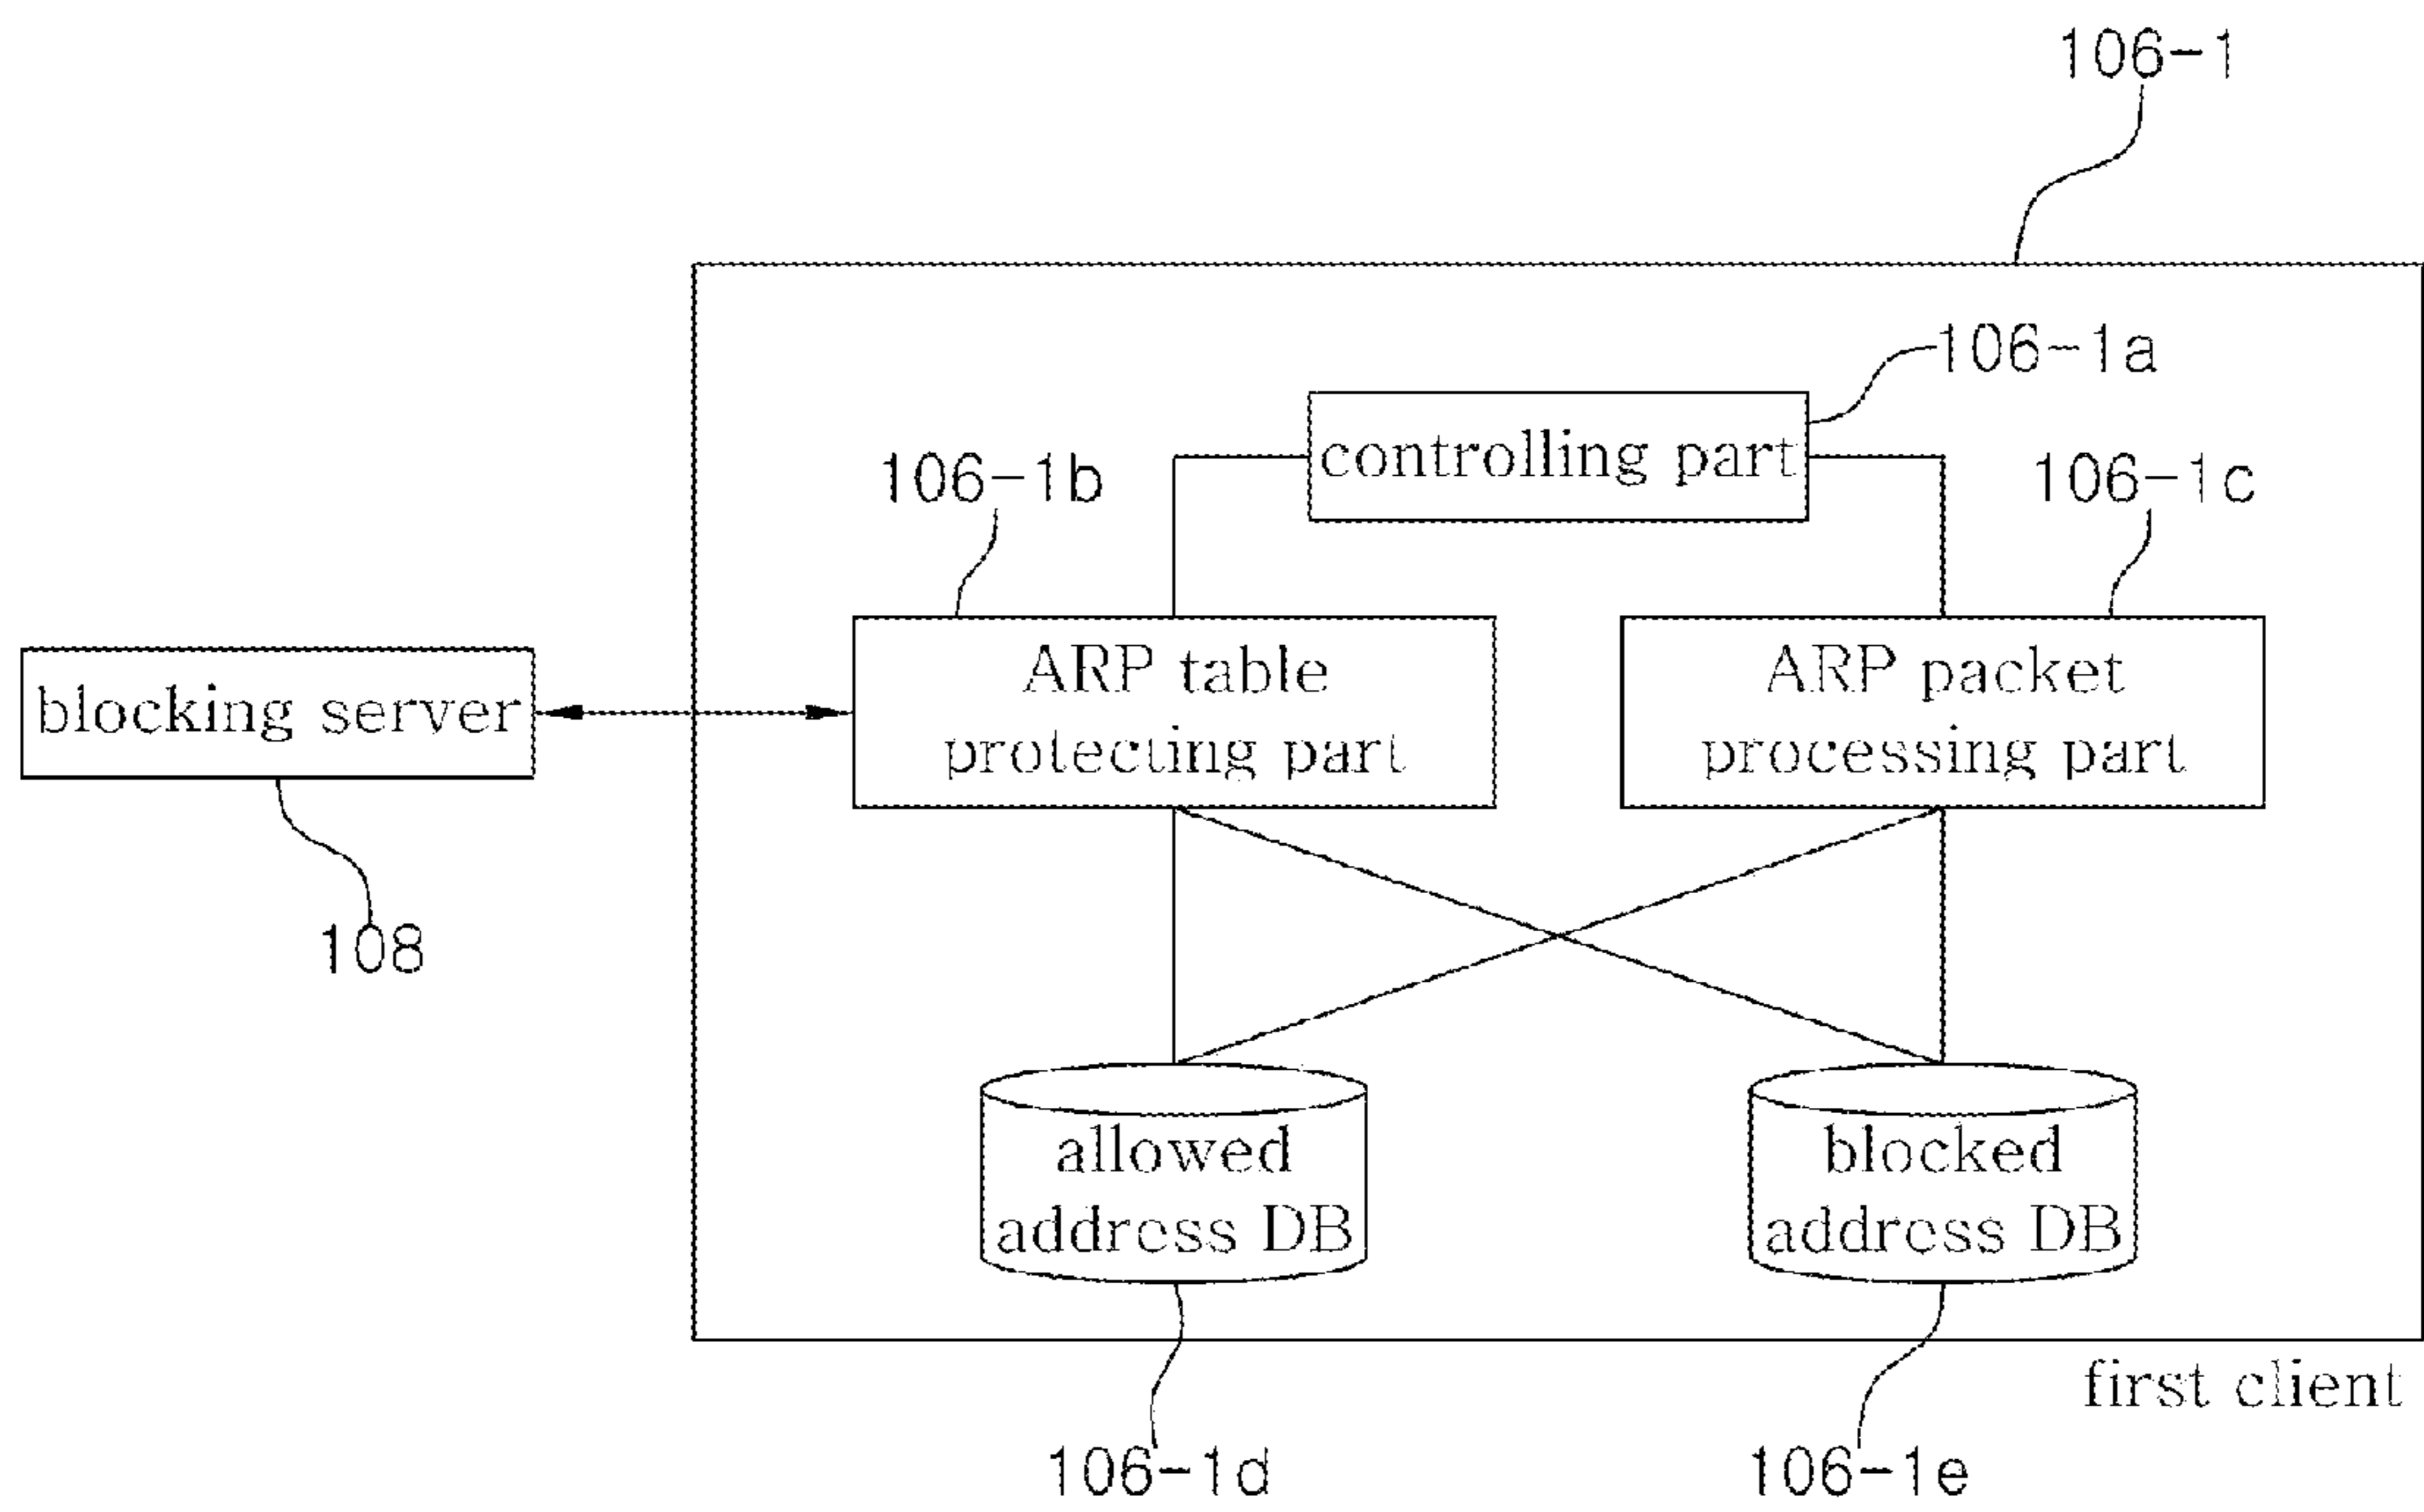 106-1
106-1a
controlling part
106-1b
106-1c
ARP table
protecting part
ARP packet
processing part
blocking server
108
allowed
address DB
blocked
address DB
first client
106-1d
106-1e